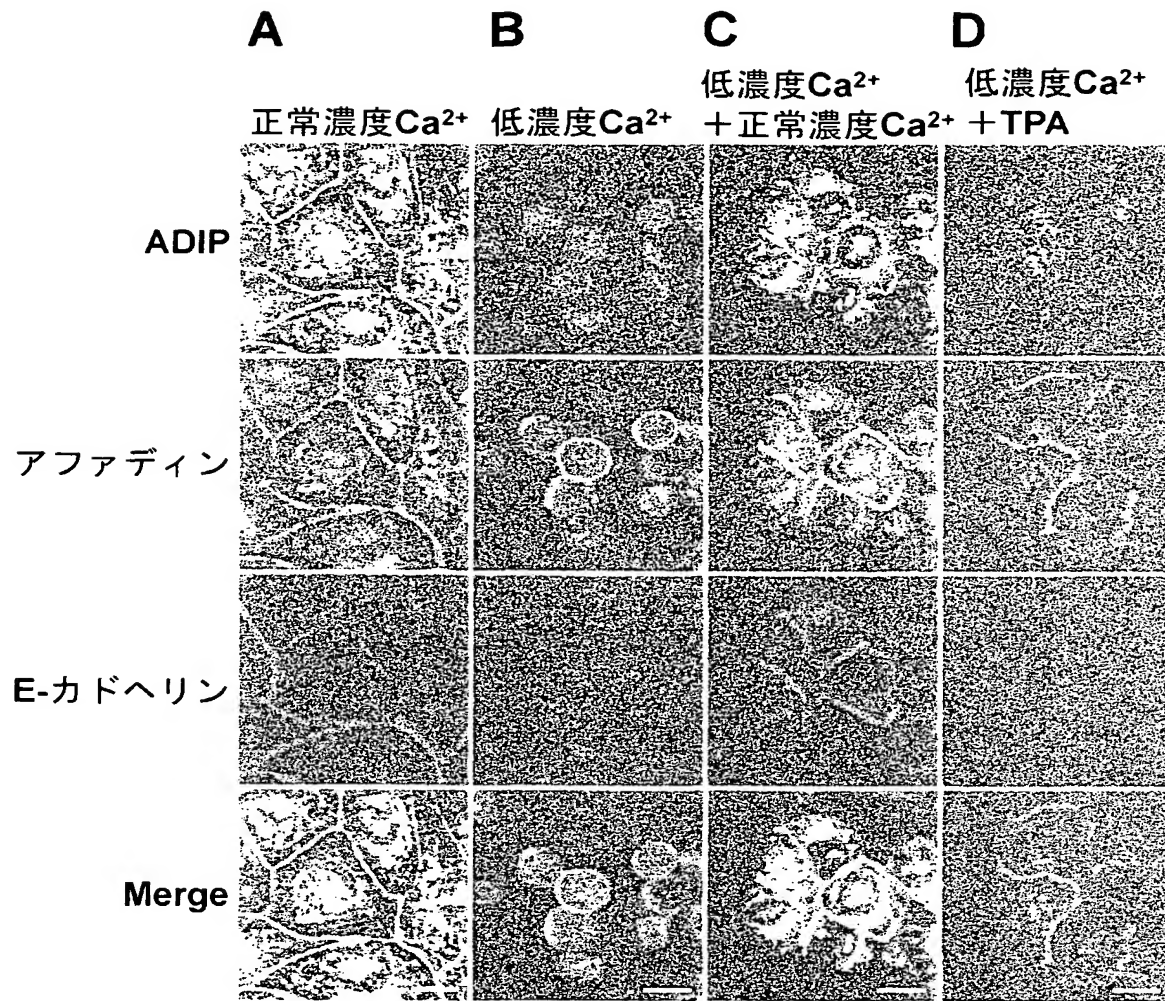 A B C D
正常濃度Ca²⁺
低濃度Ca²⁺
低濃度Ca²⁺
＋正常濃度Ca²⁺
低濃度Ca²⁺
＋TPA
ADIP
アファディン
E-カドヘリン
Merge